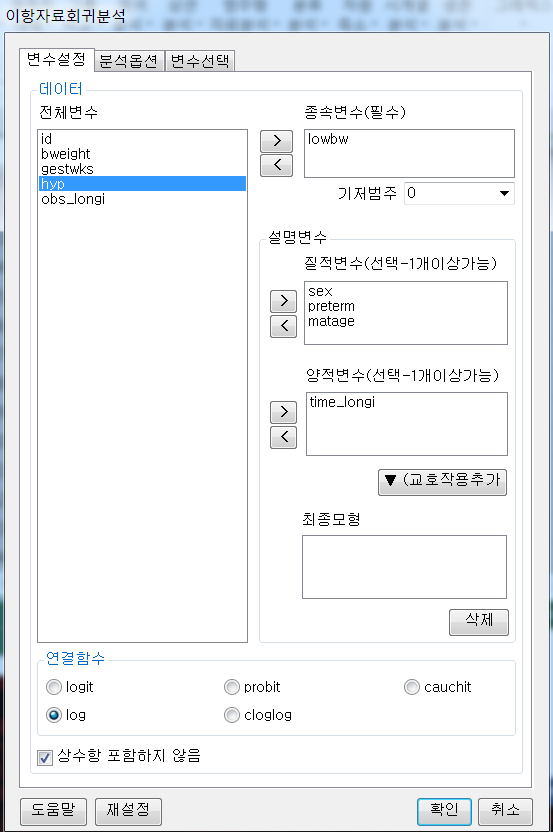 이항자료회귀분석
변수설정 분석옵션 변수선택
데이터
전체변수
id
bweight
gestwks
hyp
obs_longi
>
<
종속변수(필수)
lowbw
기저범주 0
설명변수
질적변수(선택-1개이상가능)
>
<
sex
preterm
matage
양적변수(선택-1개이상가능)
>
<
time_longi
▼ (교호작용추가
최종모형
삭제
연결함수
logit probit cauchit
log cloglog
상수항 포함하지 않음
도움말 재설정 확인 취소